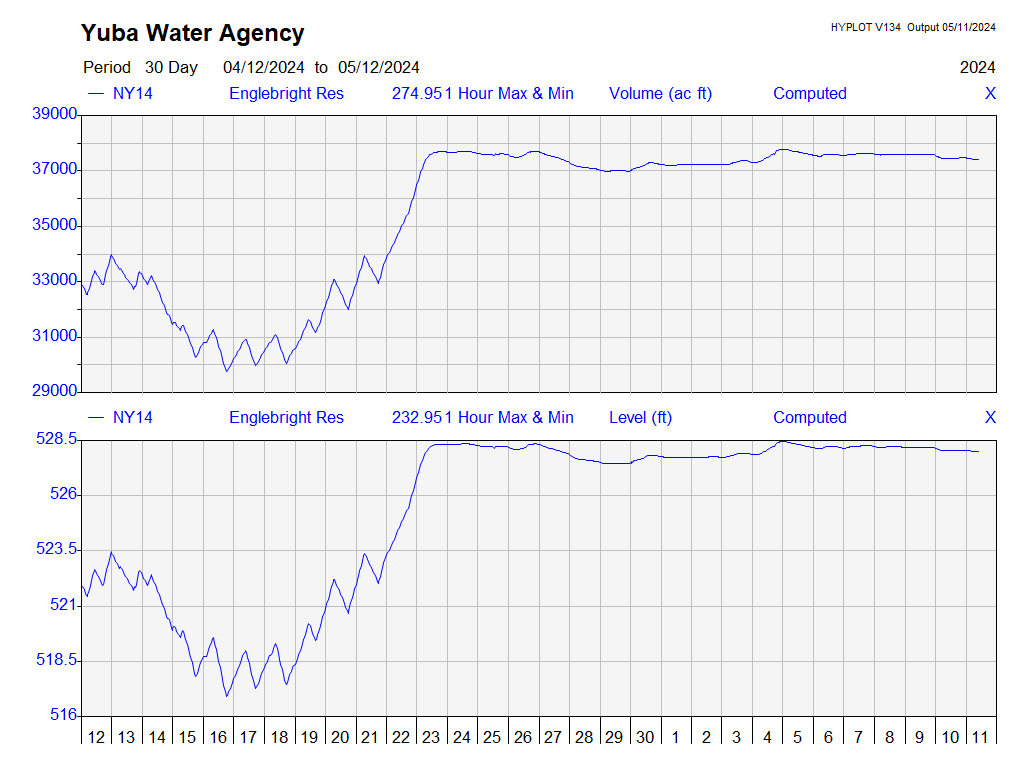 Yuba Water Agency
HYPLOT V134 Output 05/11/2024
Period 30 Day 04/12/2024 to 05/12/2024
2024
NY14 Englebright Res 274.951 Hour Max & Min Volume (ac ft) Computed X
39000
37000
35000
33000
31000
29000
NY14 Englebright Res 232.951 Hour Max & Min Level (ft) Computed X
528.5
526
523.5
521
518.5
516
12 13 14 15 16 17 18 19 20 21 22 23 24 25 26 27 28 29 30 1 2 3 4 5 6 7 8 9 10 11